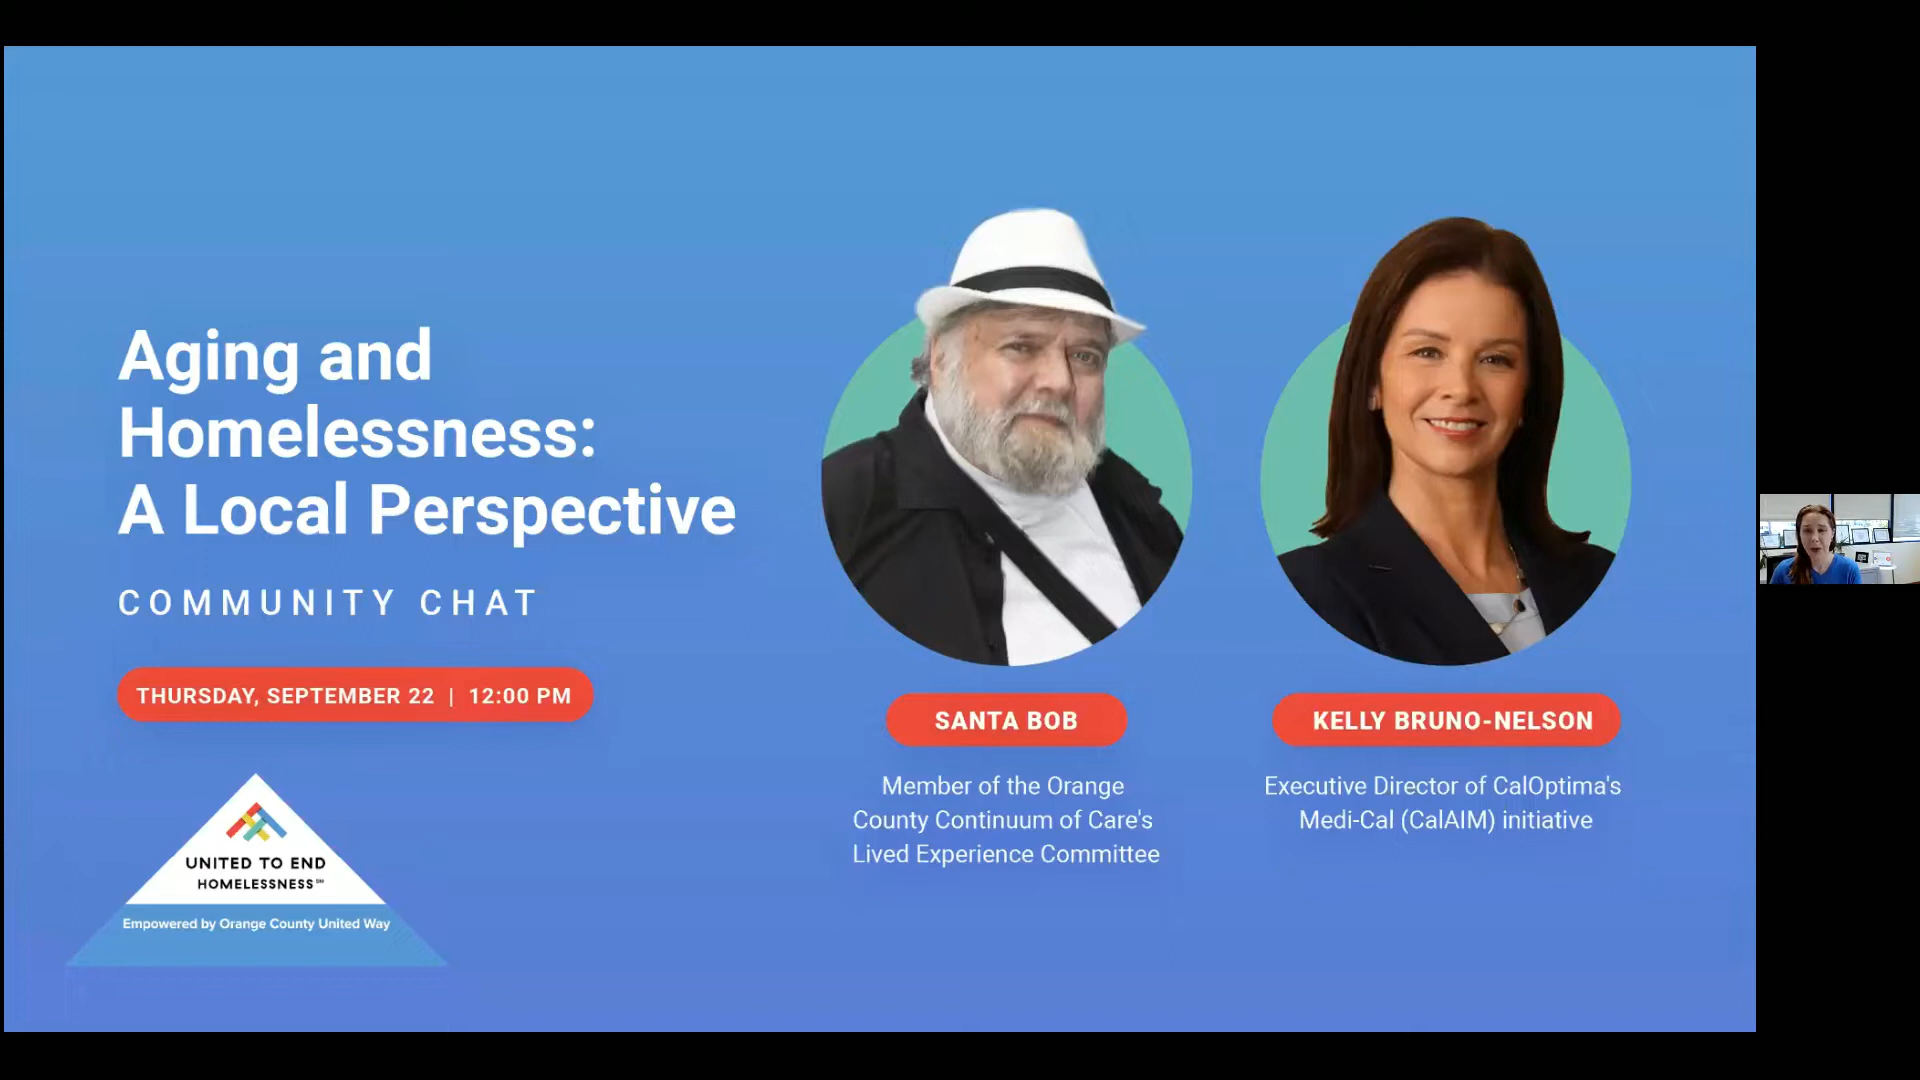 Aging and
Homelessness:
A Local Perspective
COMMUNITY CHAT
THURSDAY, SEPTEMBER 22 | 12:00 PM
UNITED TO END
HOMELESSNESS℠
Empowered by Orange County United Way
SANTA BOB
Member of the Orange
County Continuum of Care's
Lived Experience Committee
KELLY BRUNO-NELSON
Executive Director of CalOptima's
Medi-Cal (CalAIM) initiative